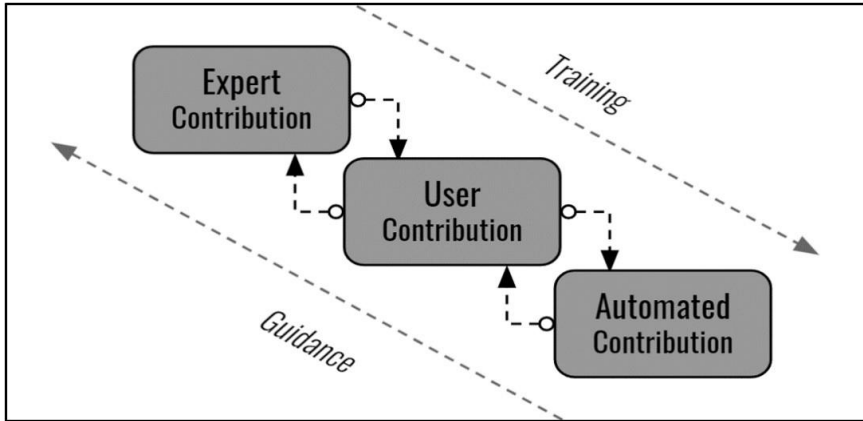 Training
Expert
Contribution
User
Contribution
Automated
Contribution
Guidance